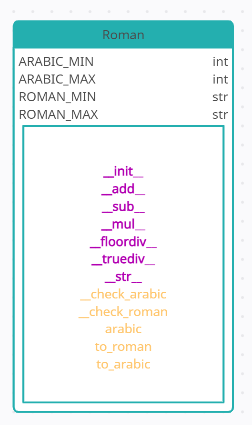 Roman
ARABIC_MIN int
ARABIC_MAX int
ROMAN_MIN str
ROMAN_MAX str
__init__
__add__
__sub__
__mul__
__floordiv__
__truediv__
__str__
__check_arabic
__check_roman
arabic
to_roman
to_arabic